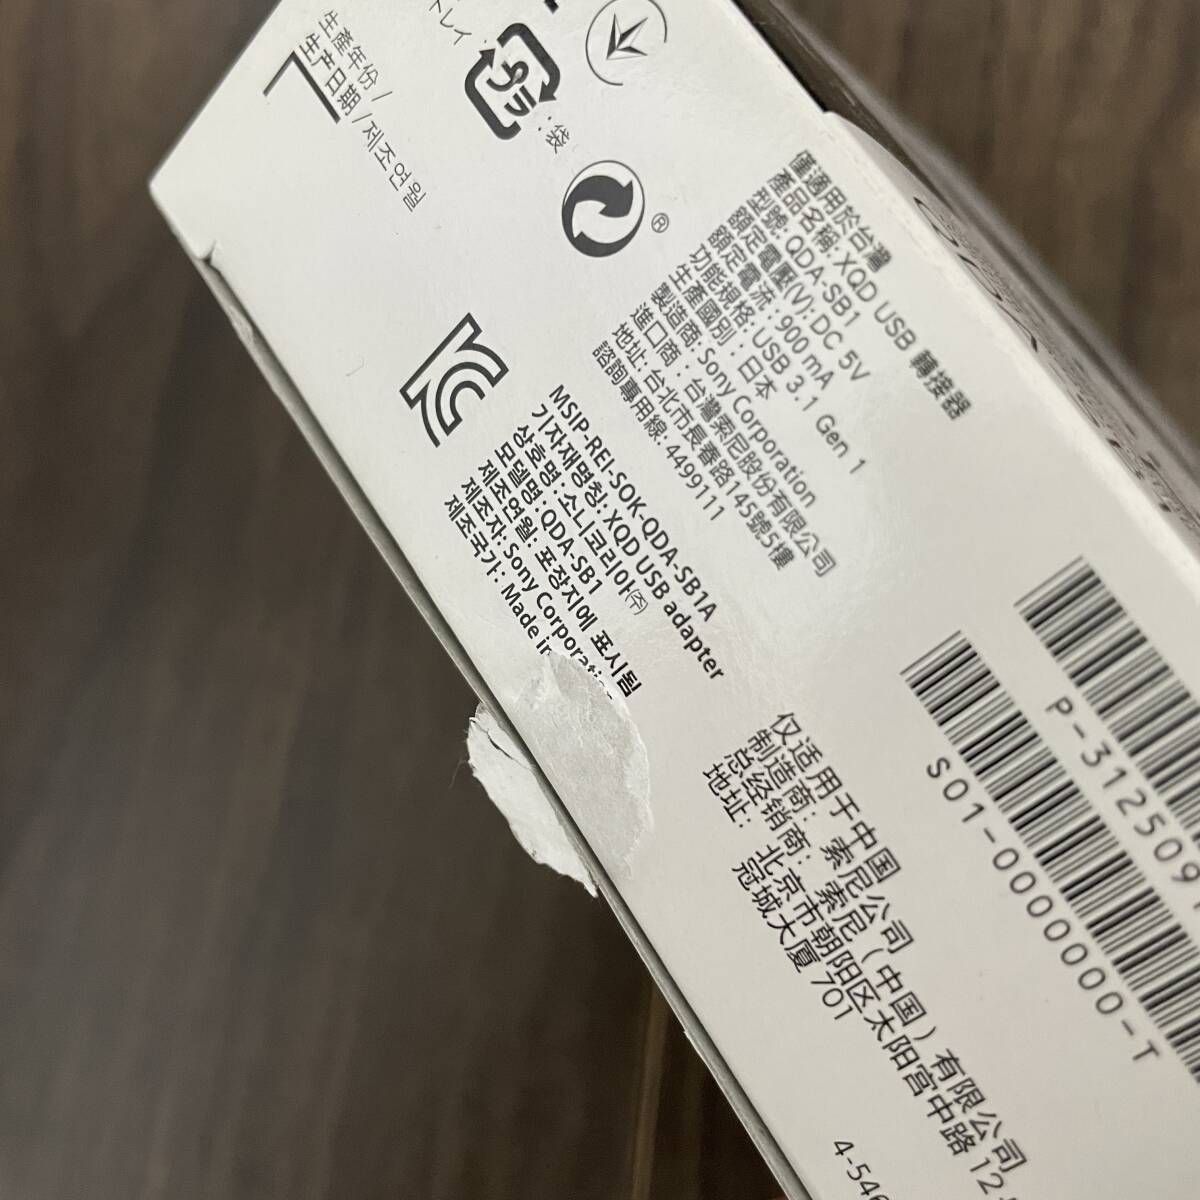 トレイ
プラ
:袋
生産年份 /
生产日期 / 제조연월
®
僅適用於台灣
產品名稱: XQD USB 轉接器
型號: QDA-SB1
額定電壓(V): DC 5V
額定電流: 900 mA
功能規格: USB 3.1 Gen 1
生產國別: 日本
製造商: Sony Corporation
進口商: 台灣索尼股份有限公司
地址: 台北市長春路145號5樓
諮詢專用線: 4499111
MSIP-REI-SOK-QDA-SB1A
기자재명칭: XQD USB adapter
상호명: 소니코리아㈜
모델명: QDA-SB1
제조연월: 포장지에 표시됨
제조자: Sony Corporation
제조국가: Made in
P-312509
S01-0000000-T
仅适用于中国
制造商: 索尼公司
总经销商: 索尼(中国)有限公司
地址: 北京市朝阳区太阳宫中路12
冠城大厦 701
4-546